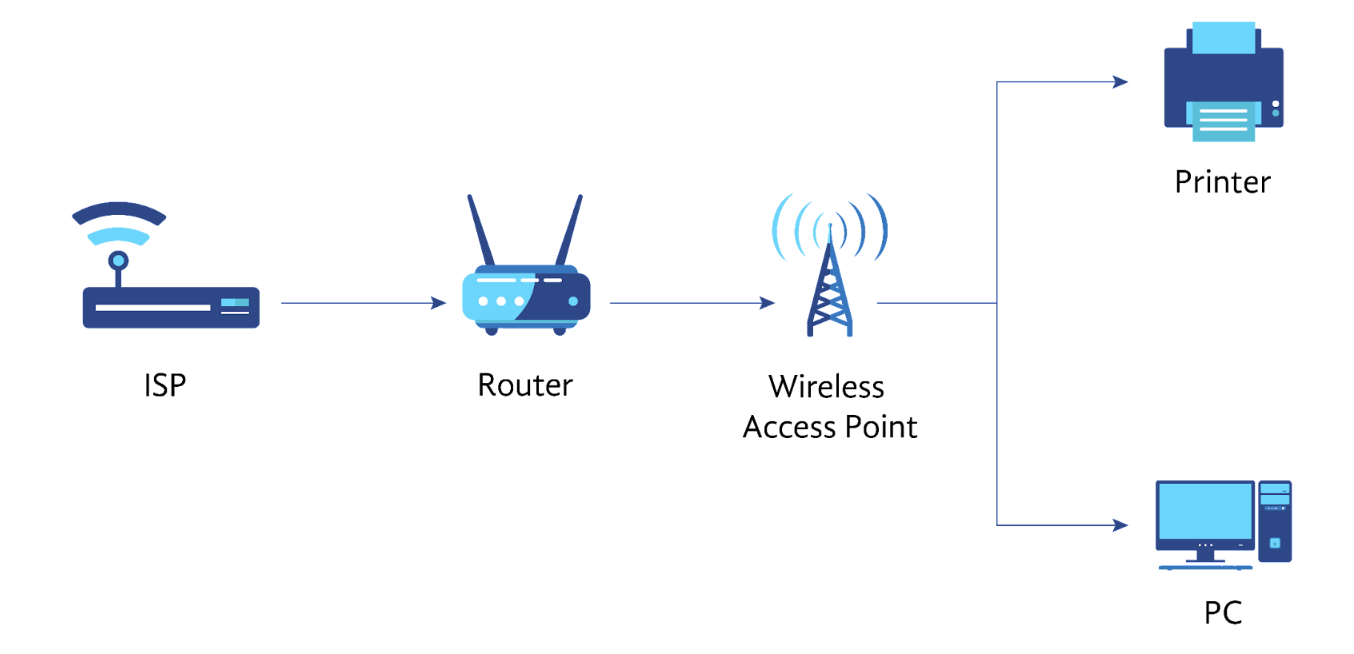 Printer
ISP
Router
Wireless
Access Point
PC